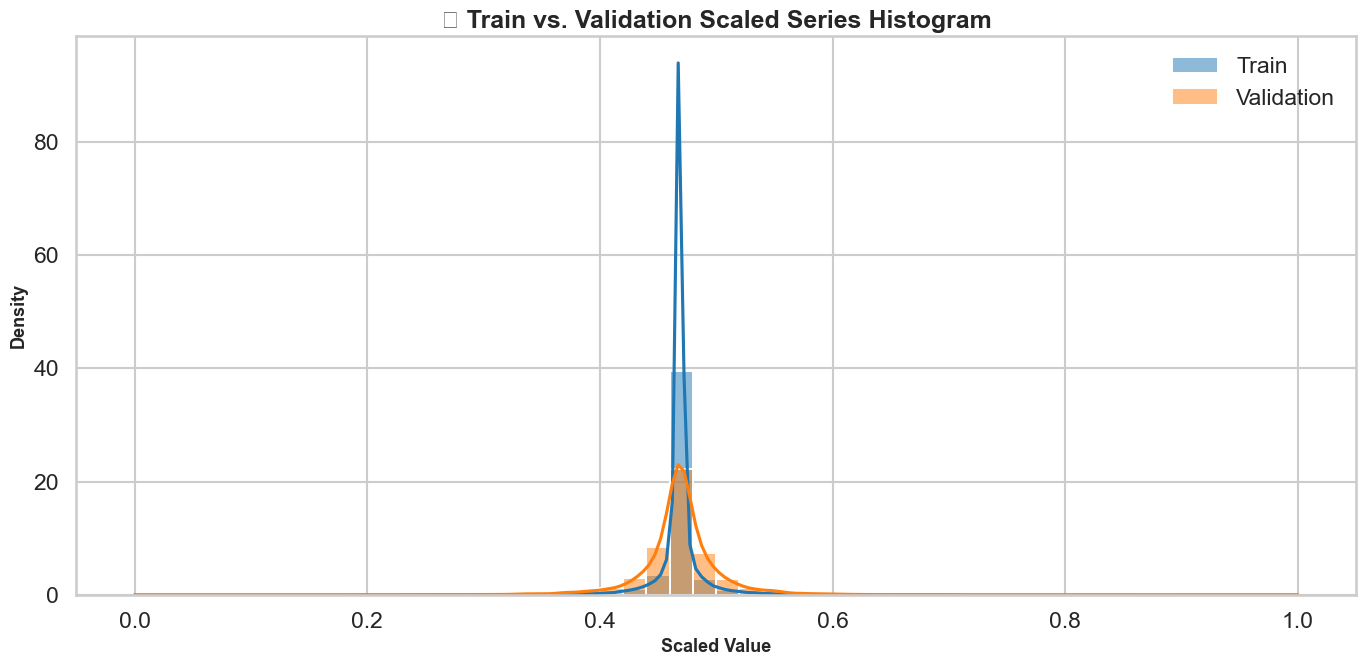 Train vs. Validation Scaled Series Histogram
Train
Validation
80
60
40
20
0
Density
0.0 0.2 0.4 0.6 0.8 1.0
Scaled Value